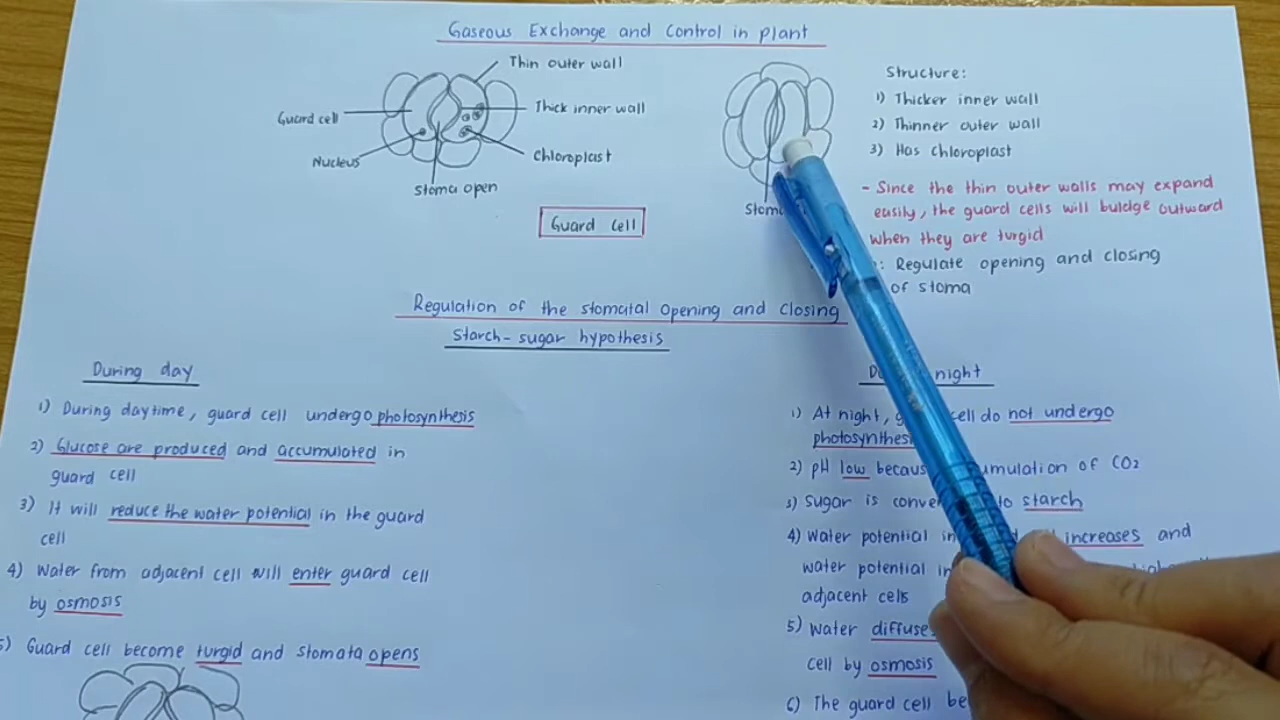 Gaseous Exchange and Control in plant
Thin outer wall
Guard cell
Thick inner wall
Nucleus
Chloroplast
Stoma open
Guard Cell
Structure:
1) Thicker inner wall
2) Thinner outer wall
3) Has chloroplast
- Since the thin outer walls may expand
easily, the guard cells will buldge outward
when they are turgid
: Regulate opening and closing
of stoma
Regulation of the stomatal Opening and Closing
Starch-sugar hypothesis
During day
1) During daytime, guard cell undergo photosynthesis
2) Glucose are produced and accumulated in
guard cell
3) It will reduce the water potential in the guard
cell
4) Water from adjacent cell will enter guard cell
by osmosis
5) Guard cell become turgid and stomata opens
night
1) At night, cell do not undergo
2) pH low CO2
3) Sugar is starch
4) Water potential in increases and
water potential in
adjacent cells
5) Water
cell by osmosis
6) The guard cell